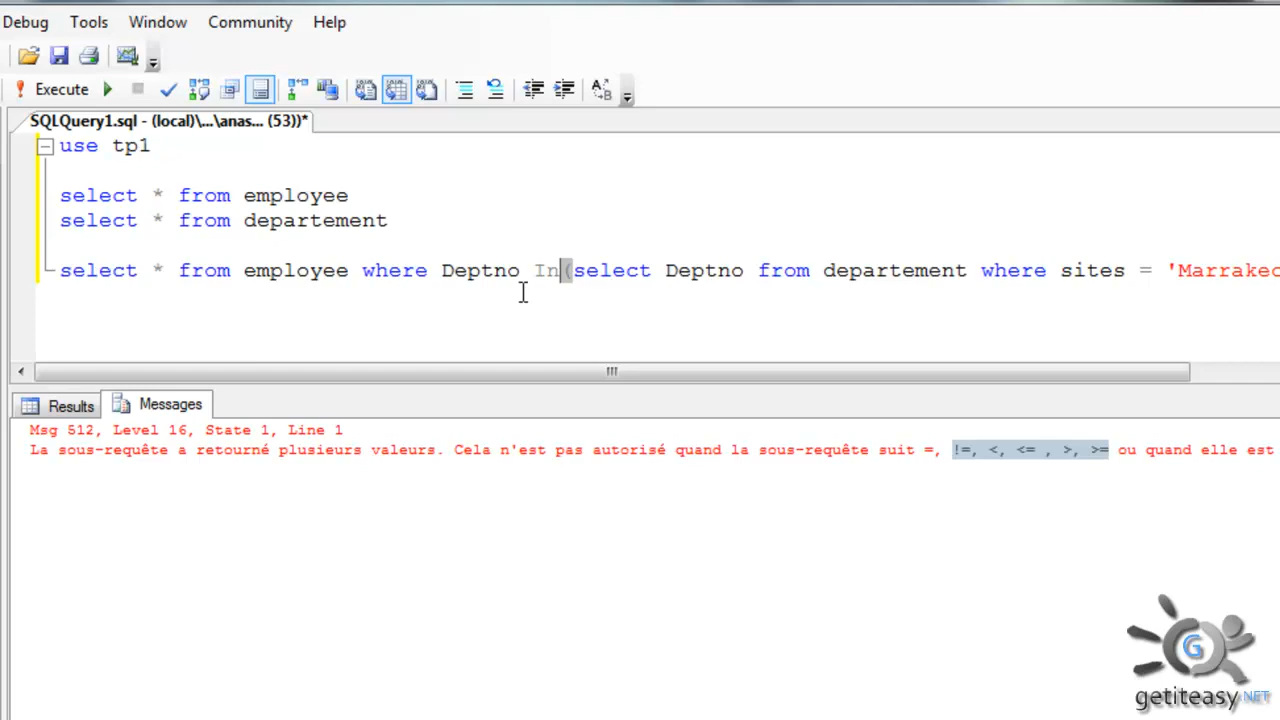 Debug Tools Window Community Help
Execute
SQLQuery1.sql - (local)\...\anas... (53))*
use tp1
select * from employee
select * from departement
select * from employee where Deptno In(select Deptno from departement where sites = 'Marrakec
Results Messages
Msg 512, Level 16, State 1, Line 1
La sous-requête a retourné plusieurs valeurs. Cela n'est pas autorisé quand la sous-requête suit =, !=, <, <= , >, >= ou quand elle est
G
getiteasy.NET